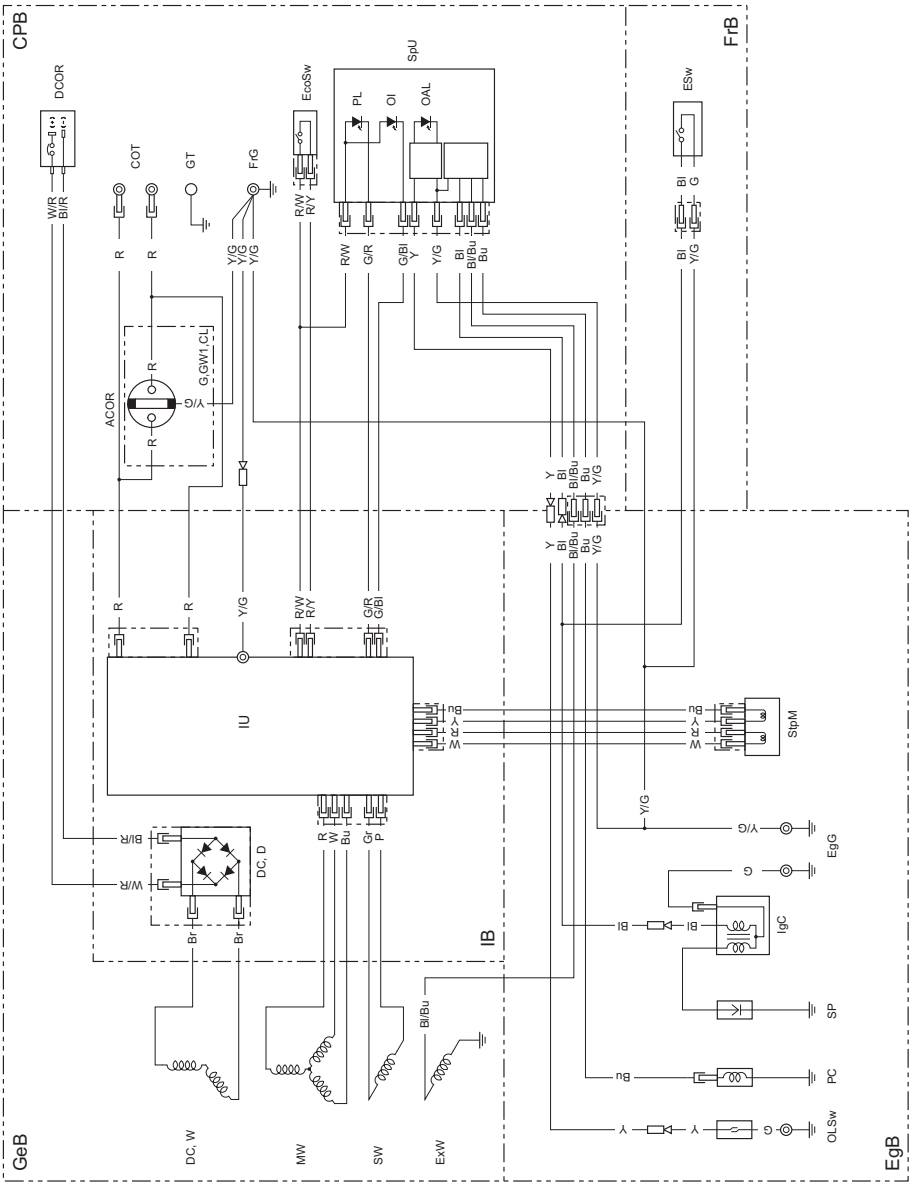 CPB
FrB
DCOR
COT
GT
FrG
EcoSw
SpU
PL
OI
OAL
ESw
W/R
Bl/R
R
R
Y/G
Y/G
Y/G
R/W
R/Y
R/W
G/R
G/Bl
Y
Y/G
Bl
Bl/Bu
Bu
Bl
G
Bl
Y/G
ACOR
R
R
Y/G
G,GW1,CL
Y
Bl
Bl/Bu
Bu
Y/G
Y
Bl
Bl/Bu
Bu
Y/G
R
R
Y/G
R/W
R/Y
G/R
G/Bl
IU
Bu
Y
R
W
Bu
Y
R
W
StpM
W/R
Bl/R
DC, D
Br
Br
R
W
Bu
Gr
P
IB
Y/G
Y/G
G
EgG
Bl
Bl
IgC
SP
Bu
PC
Y
Y
G
OLSw
Bl/Bu
GeB
DC, W
MW
SW
ExW
EgB